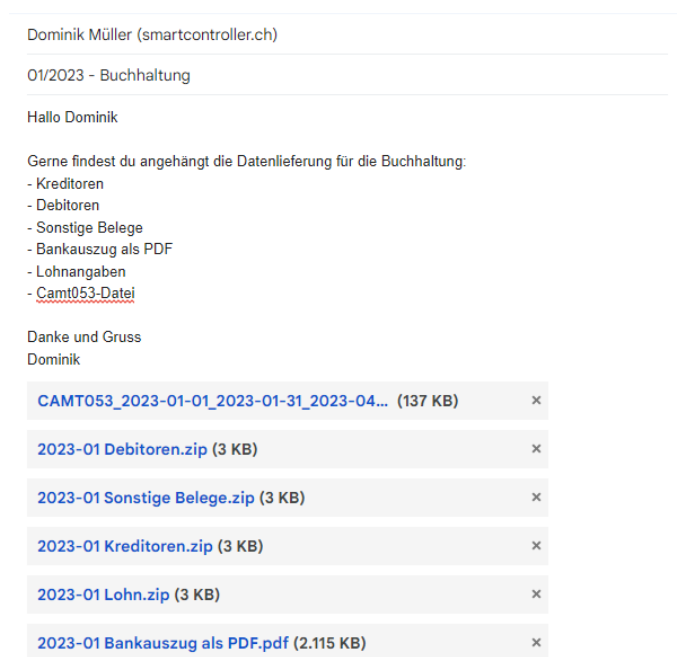 Dominik Müller (smartcontroller.ch)
01/2023 - Buchhaltung
Hallo Dominik
Gerne findest du angehängt die Datenlieferung für die Buchhaltung:
- Kreditoren
- Debitoren
- Sonstige Belege
- Bankauszug als PDF
- Lohnangaben
- Camt053-Datei
Danke und Gruss
Dominik
CAMT053_2023-01-01_2023-01-31_2023-04... (137 KB) ×
2023-01 Debitoren.zip (3 KB) ×
2023-01 Sonstige Belege.zip (3 KB) ×
2023-01 Kreditoren.zip (3 KB) ×
2023-01 Lohn.zip (3 KB) ×
2023-01 Bankauszug als PDF.pdf (2.115 KB) ×